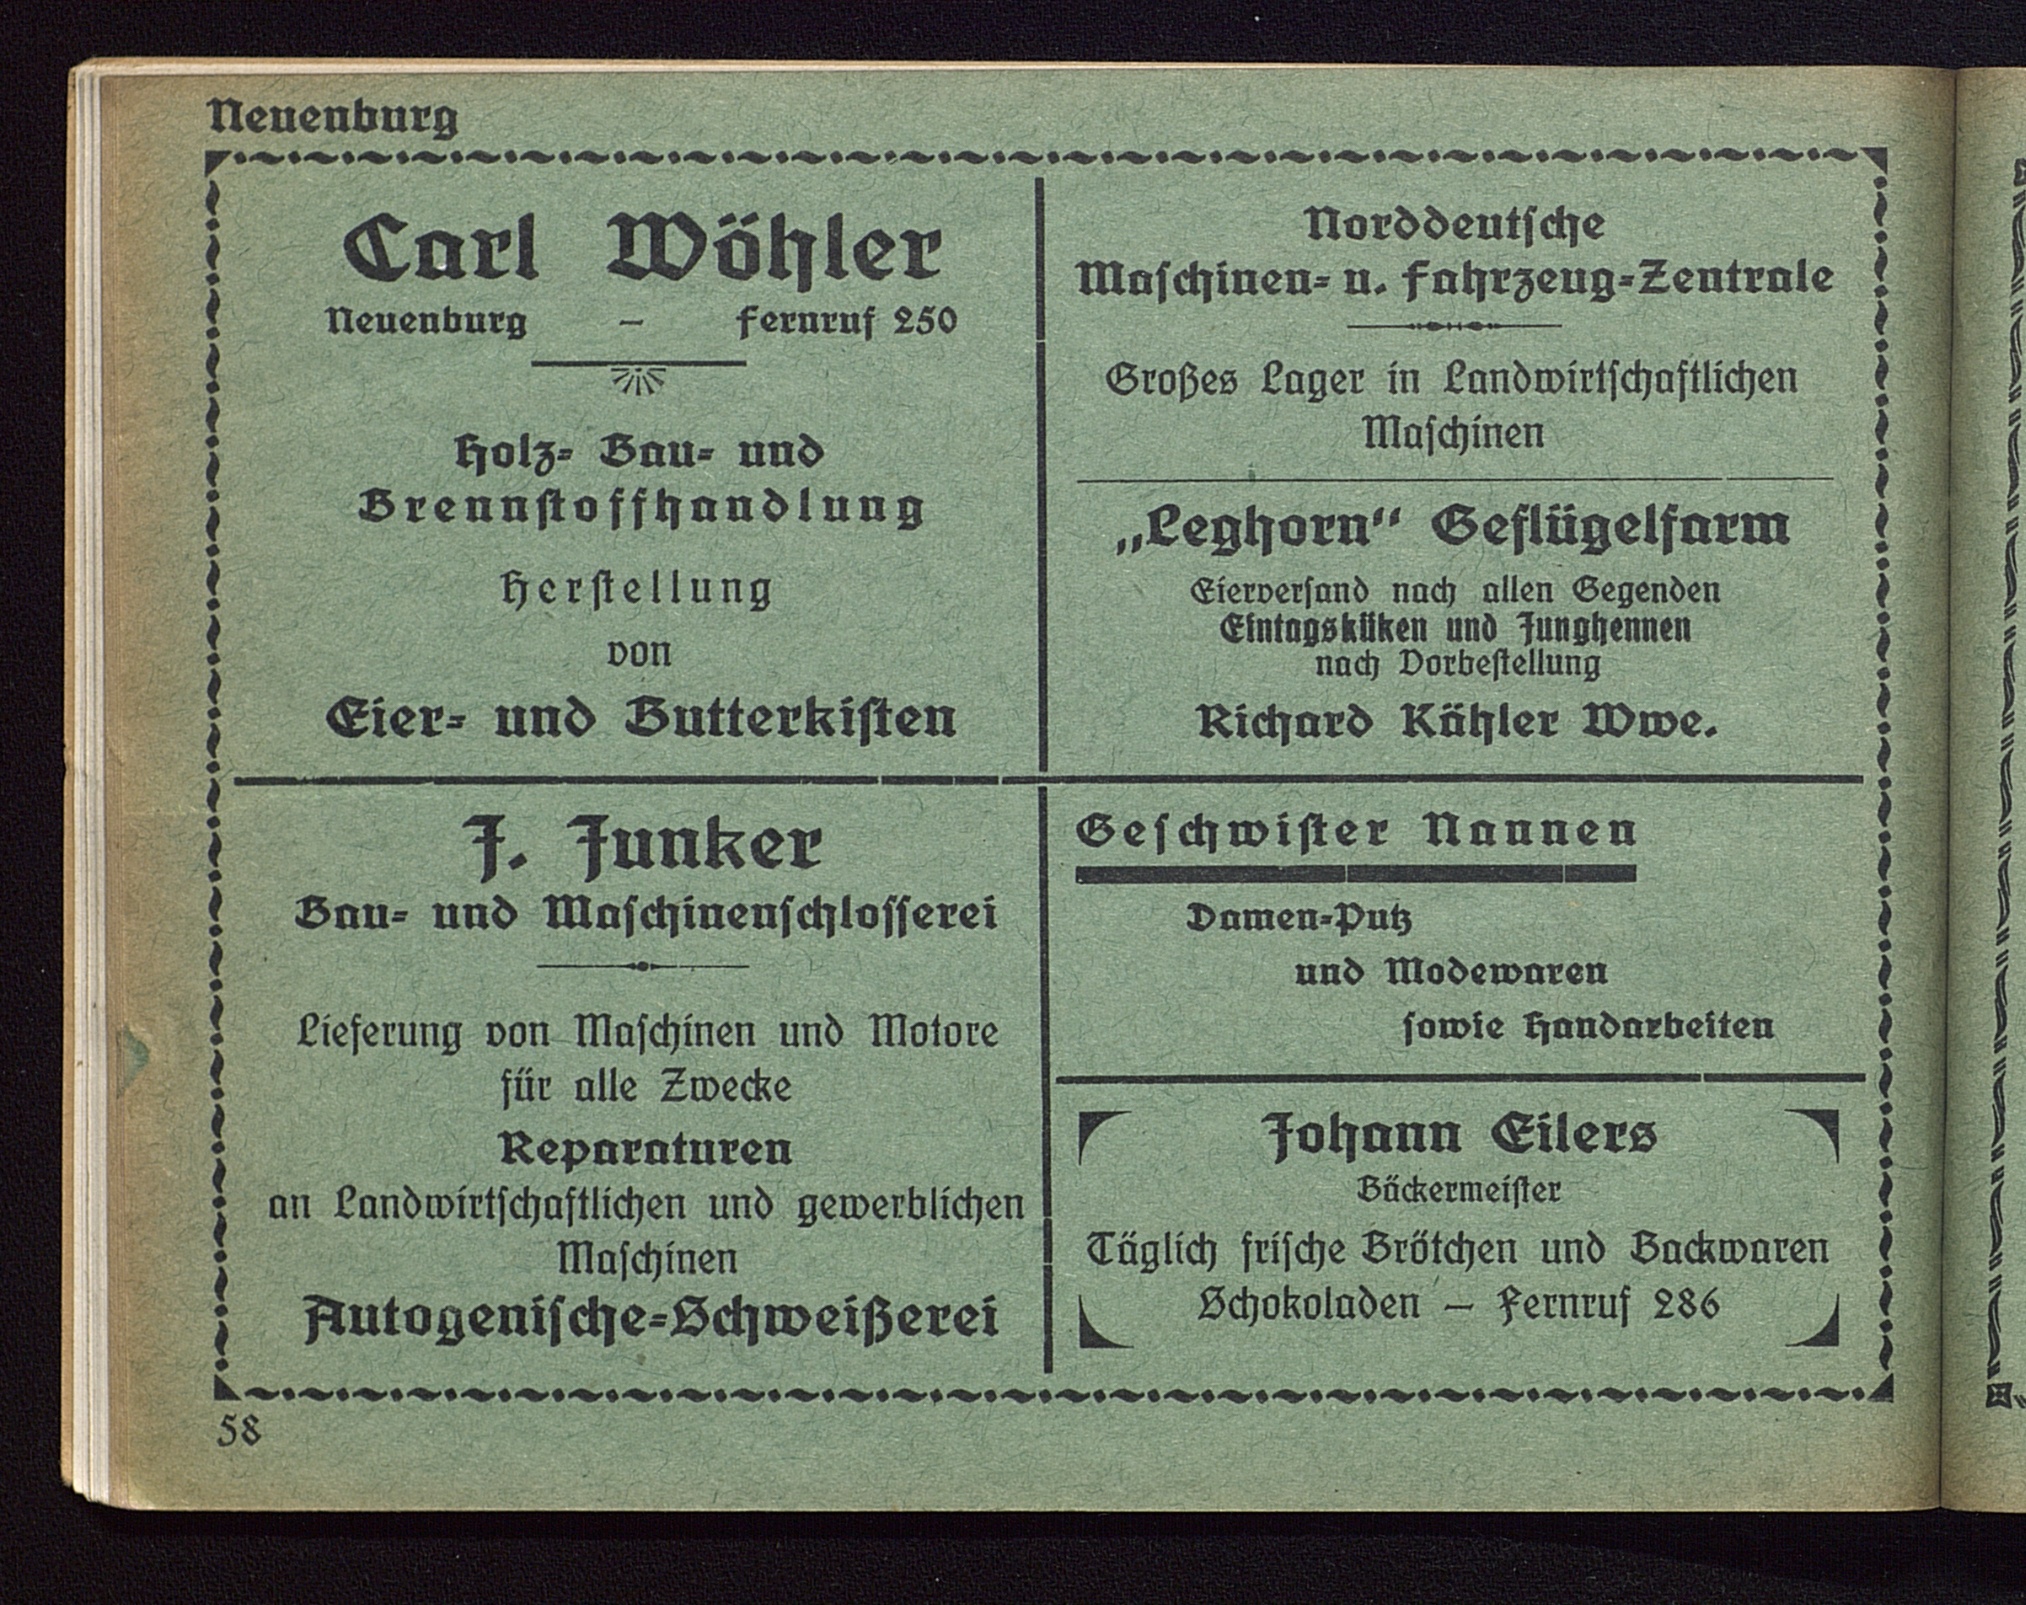 Neuenburg
Carl Wöhler
Neuenburg – Fernruf 250
Holz- Bau- und
Brennstoffhandlung
Herstellung
von
Eier- und Butterkisten
Norddeutsche
Maschinen- u. Fahrzeug-Zentrale
Großes Lager in Landwirtschaftlichen
Maschinen
„Leghorn“ Geflügelfarm
Eierversand nach allen Gegenden
Eintagsküken und Junghennen
nach Vorbestellung
Richard Kähler Wwe.
J. Junker
Bau- und Maschinenschlosserei
Lieferung von Maschinen und Motore
für alle Zwecke
Reparaturen
an Landwirtschaftlichen und gewerblichen
Maschinen
Autogenische-Schweißerei
Geschwister Nannen
Damen-Putz
und Modewaren
sowie Handarbeiten
Johann Eilers
Bäckermeister
Täglich frische Brötchen und Backwaren
Schokoladen – Fernruf 286
58